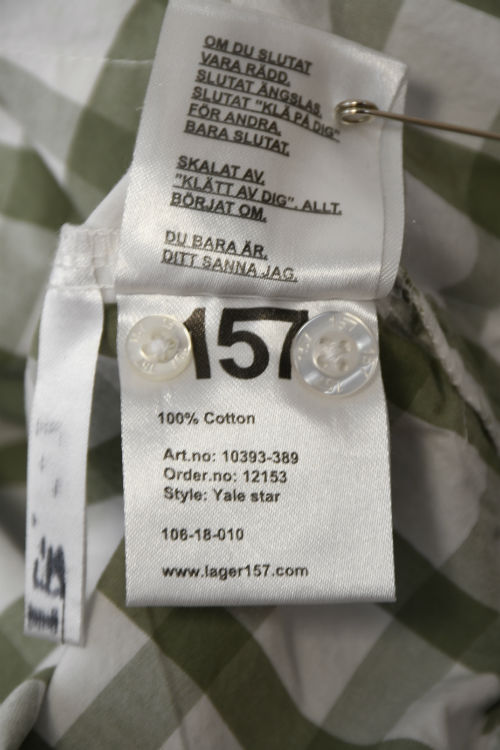 OM DU SLUTAT
VARA RÄDD.
SLUTAT ÄNGSLAS.
SLUTAT "KLÄ PÅ DIG"
FÖR ANDRA.
BARA SLUTAT.
SKALAT AV.
"KLÄTT AV DIG". ALLT.
BÖRJAT OM.
DU BARA ÄR.
DITT SANNA JAG.
157
100% Cotton
Art.no: 10393-389
Order.no: 12153
Style: Yale star
106-18-010
www.lager157.com